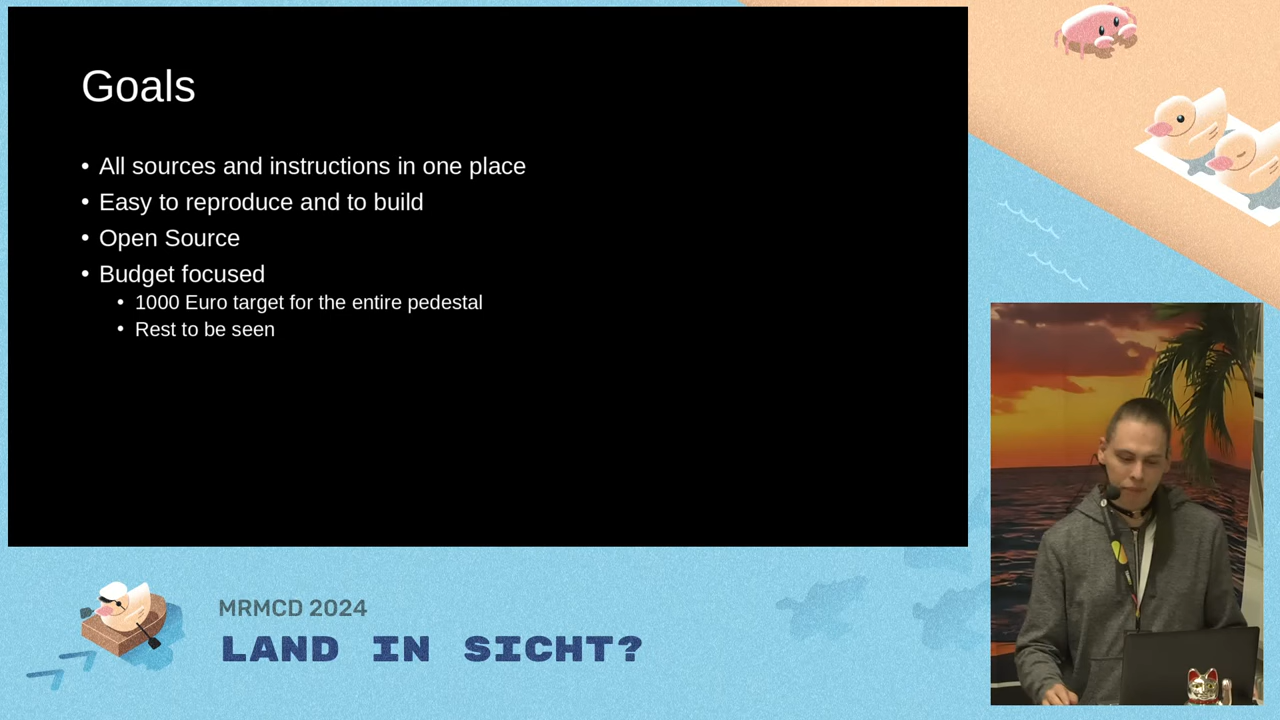 Goals
• All sources and instructions in one place
• Easy to reproduce and to build
• Open Source
• Budget focused
• 1000 Euro target for the entire pedestal
• Rest to be seen
MRMCD 2024
LAND IN SICHT?